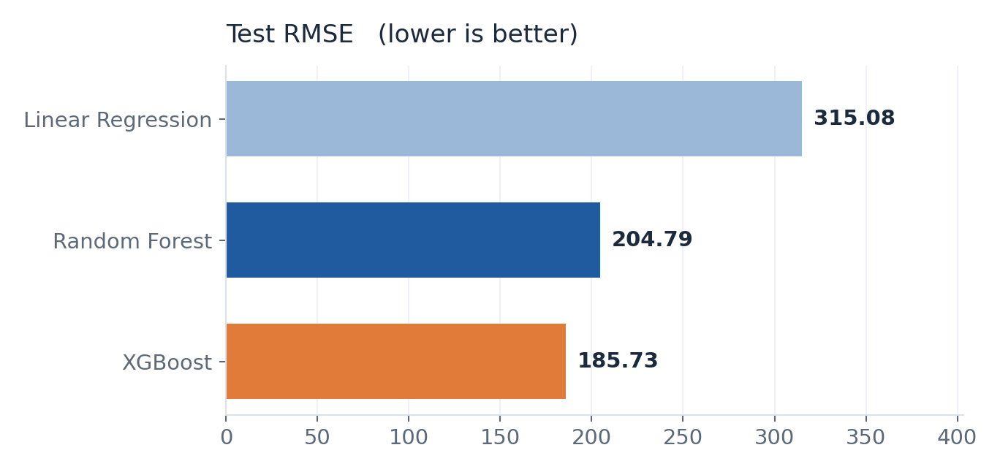 Test RMSE   (lower is better)
Linear Regression 315.08
Random Forest 204.79
XGBoost 185.73
0 50 100 150 200 250 300 350 400